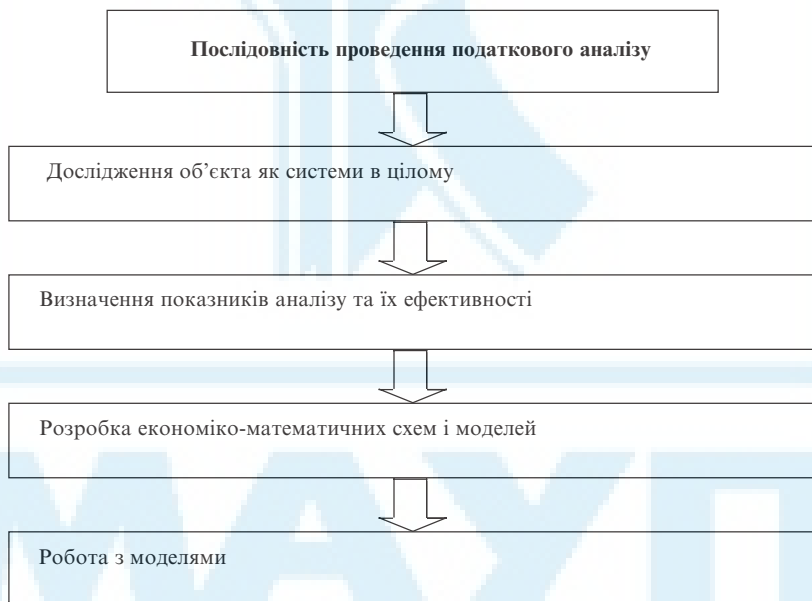 Послідовність проведення податкового аналізу
Дослідження об’єкта як системи в цілому
Визначення показників аналізу та їх ефективності
Розробка економіко-математичних схем і моделей
Робота з моделями
МАУП